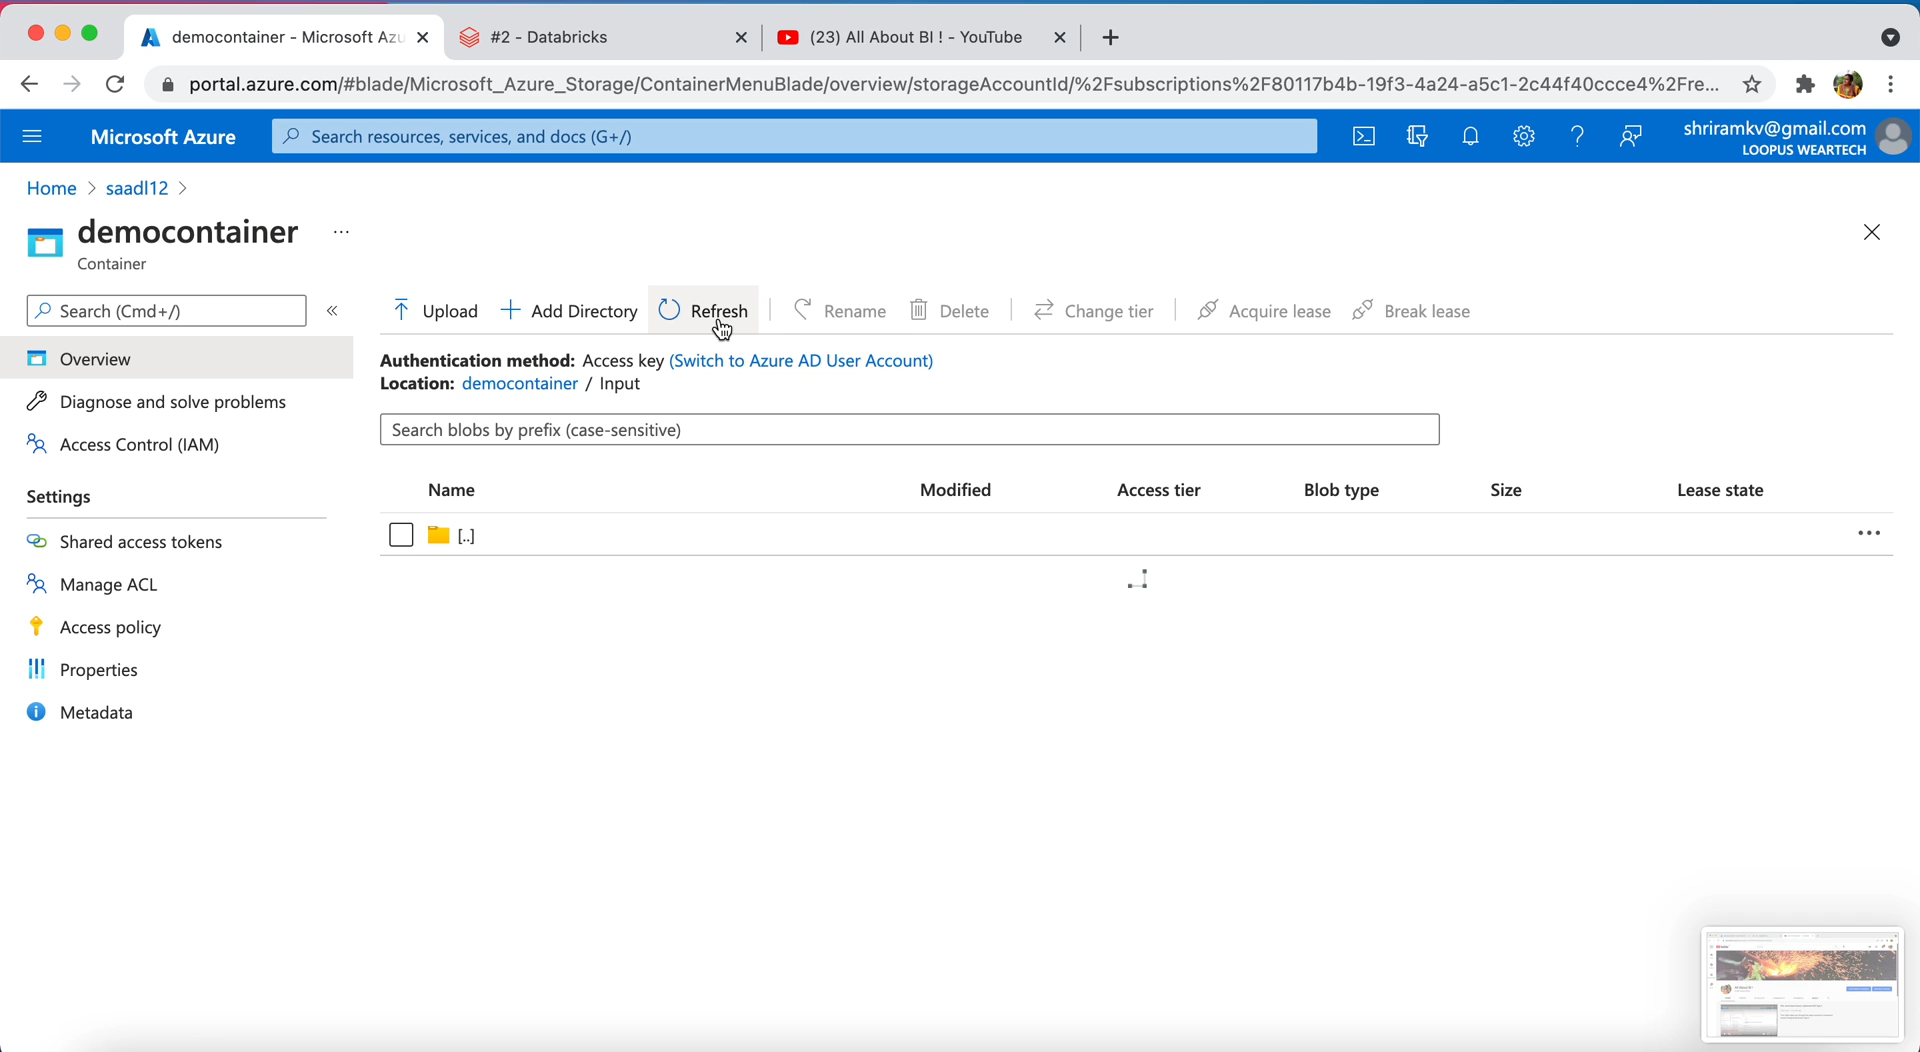 democontainer - Microsoft Azu
#2 - Databricks
(23) All About BI ! - YouTube
portal.azure.com/#blade/Microsoft_Azure_Storage/ContainerMenuBlade/overview/storageAccountId/%2Fsubscriptions%2F80117b4b-19f3-4a24-a5c1-2c44f40ccce4%2Fre...
Microsoft Azure
Search resources, services, and docs (G+/)
shriramkv@gmail.com
LOOPUS WEARTECH
Home > saadl12 >
democontainer ...
Container
Search (Cmd+/)
«
Upload
Add Directory
Refresh
Rename
Delete
Change tier
Acquire lease
Break lease
Overview
Diagnose and solve problems
Access Control (IAM)
Settings
Shared access tokens
Manage ACL
Access policy
Properties
Metadata
Authentication method: Access key (Switch to Azure AD User Account)
Location: democontainer / Input
Search blobs by prefix (case-sensitive)
Name Modified Access tier Blob type Size Lease state
[..]